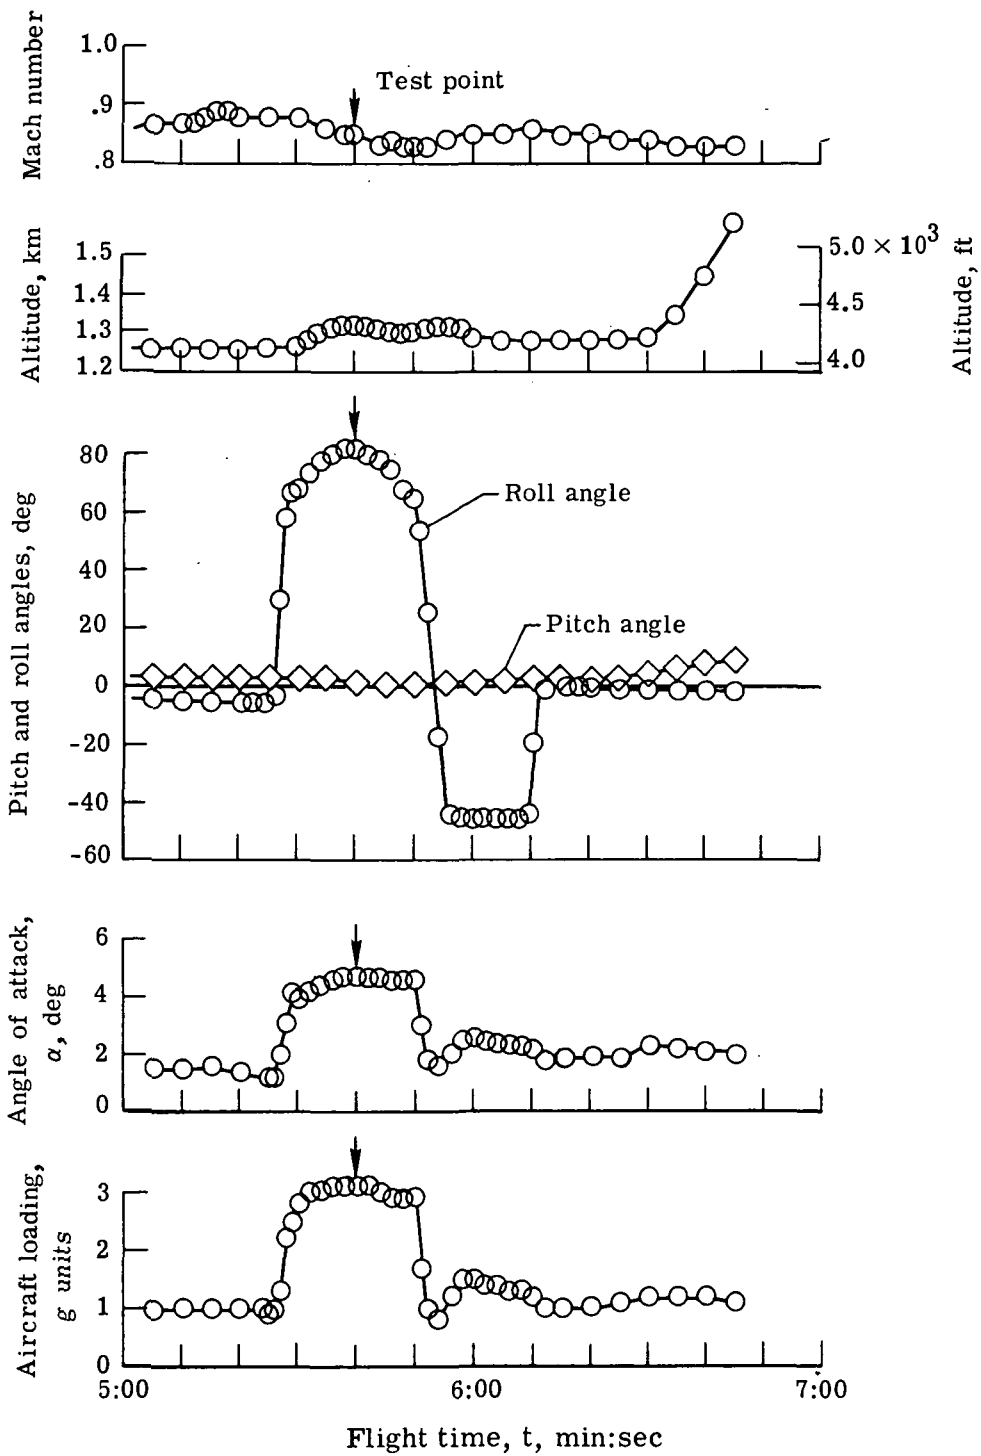 Mach number
1.0
.9
.8
Test point
Altitude, km
1.5
1.4
1.3
1.2
5.0 × 10³
4.5
4.0
Altitude, ft
Pitch and roll angles, deg
80
60
40
20
0
-20
-40
-60
Roll angle
Pitch angle
Angle of attack,
α, deg
6
4
2
0
Aircraft loading,
g units
3
2
1
0
5:00
6:00
7:00
Flight time, t, min:sec